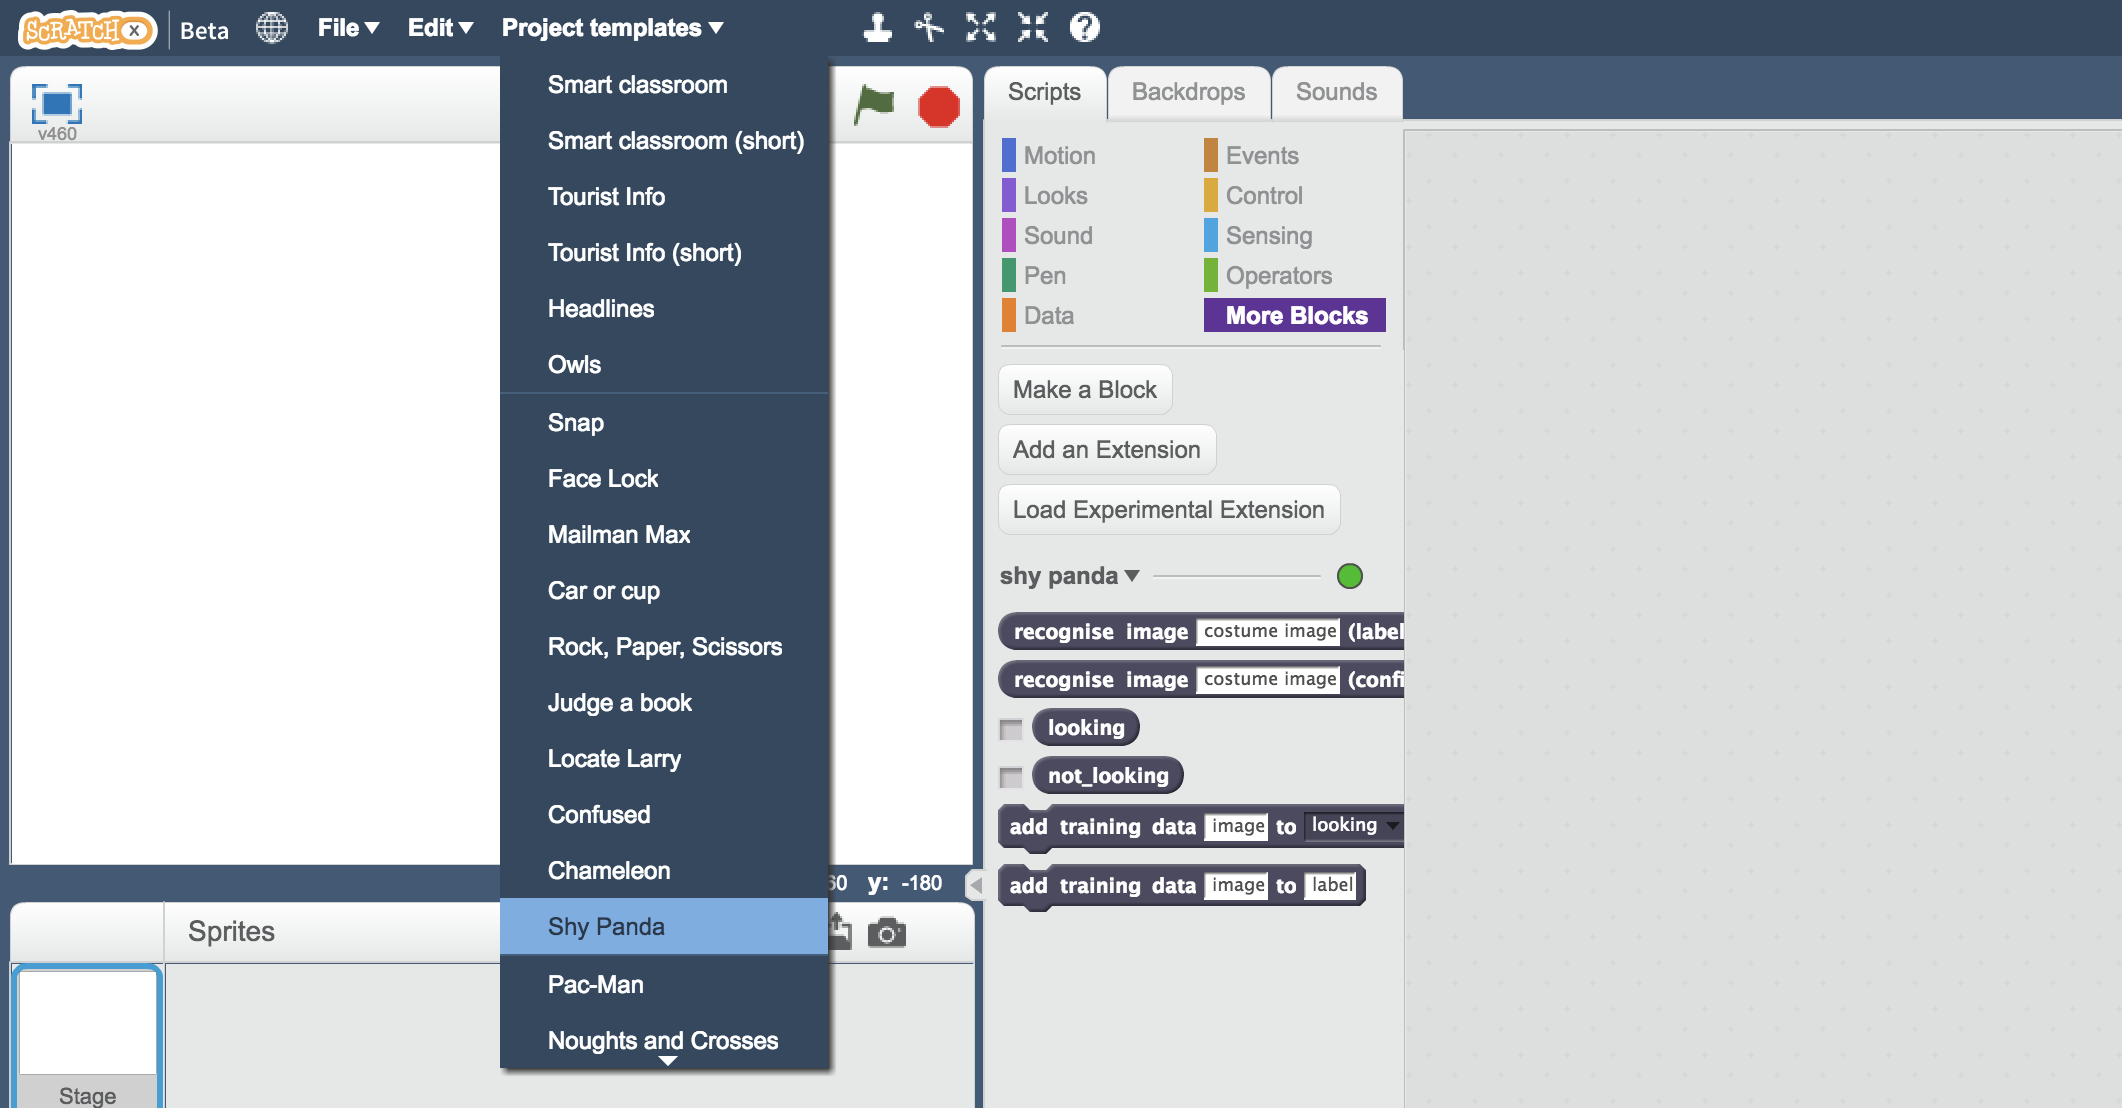 SCRATCH X Beta File Edit Project templates ?
v460
Smart classroom
Smart classroom (short)
Tourist Info
Tourist Info (short)
Headlines
Owls
Snap
Face Lock
Mailman Max
Car or cup
Rock, Paper, Scissors
Judge a book
Locate Larry
Confused
Chameleon
Shy Panda
Pac-Man
Noughts and Crosses
60 y: -180
Sprites
Stage
Scripts Backdrops Sounds
Motion Events
Looks Control
Sound Sensing
Pen Operators
Data More Blocks
Make a Block
Add an Extension
Load Experimental Extension
shy panda
recognise image costume image (label
recognise image costume image (confi
looking
not_looking
add training data image to looking
add training data image to label